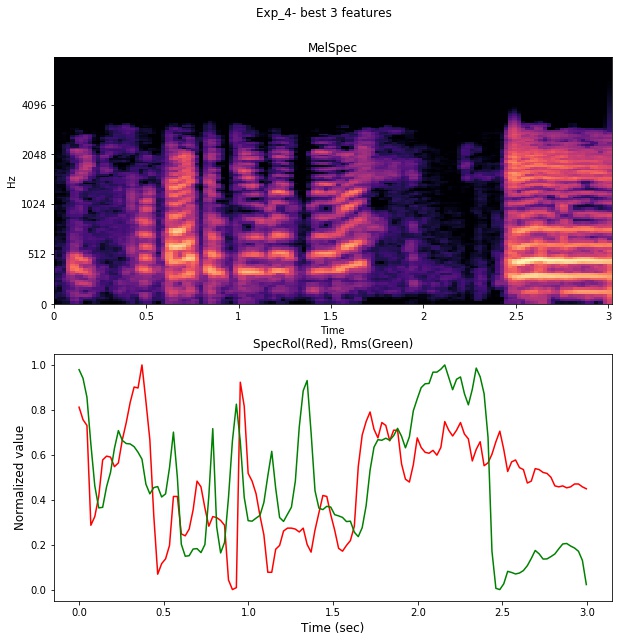 Exp_4- best 3 features
MelSpec
4096
2048
1024
512
0
Hz
0 0.5 1 1.5 2 2.5 3
Time
SpecRol(Red), Rms(Green)
1.0
0.8
0.6
0.4
0.2
0.0
Normalized value
0.0 0.5 1.0 1.5 2.0 2.5 3.0
Time (sec)